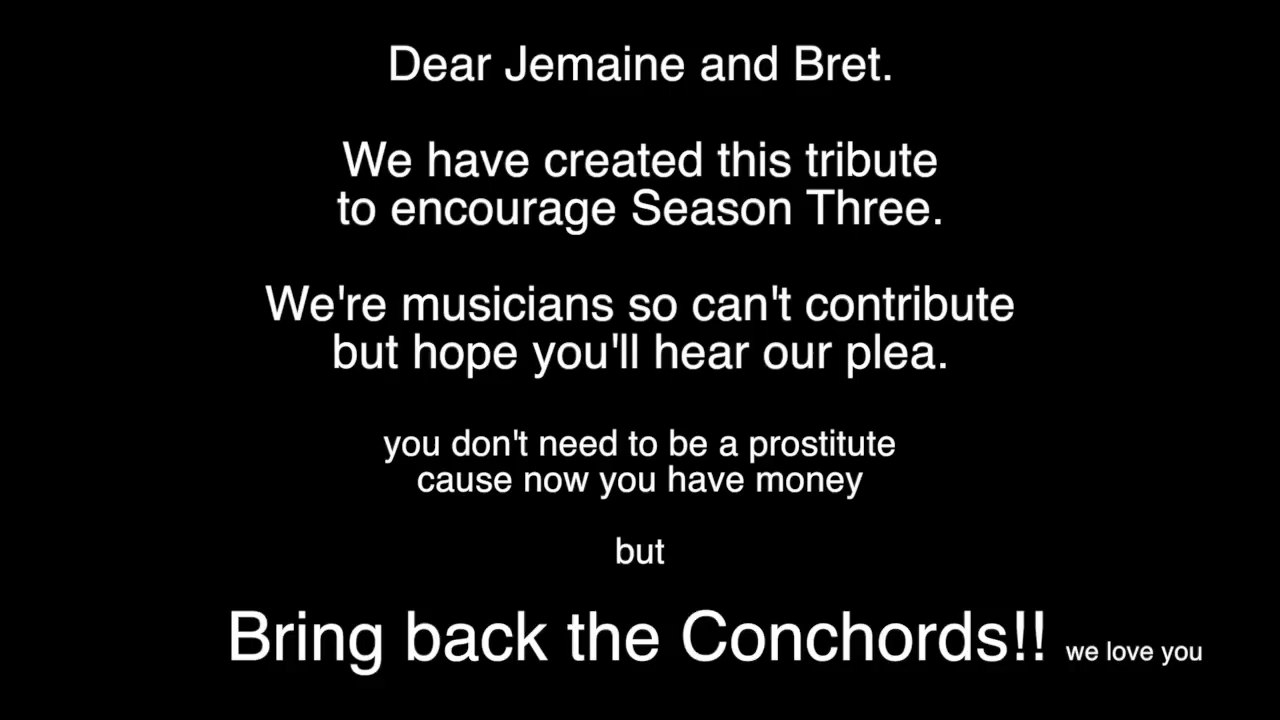 Dear Jemaine and Bret.
We have created this tribute
to encourage Season Three.
We're musicians so can't contribute
but hope you'll hear our plea.
you don't need to be a prostitute
cause now you have money
but
Bring back the Conchords!! we love you